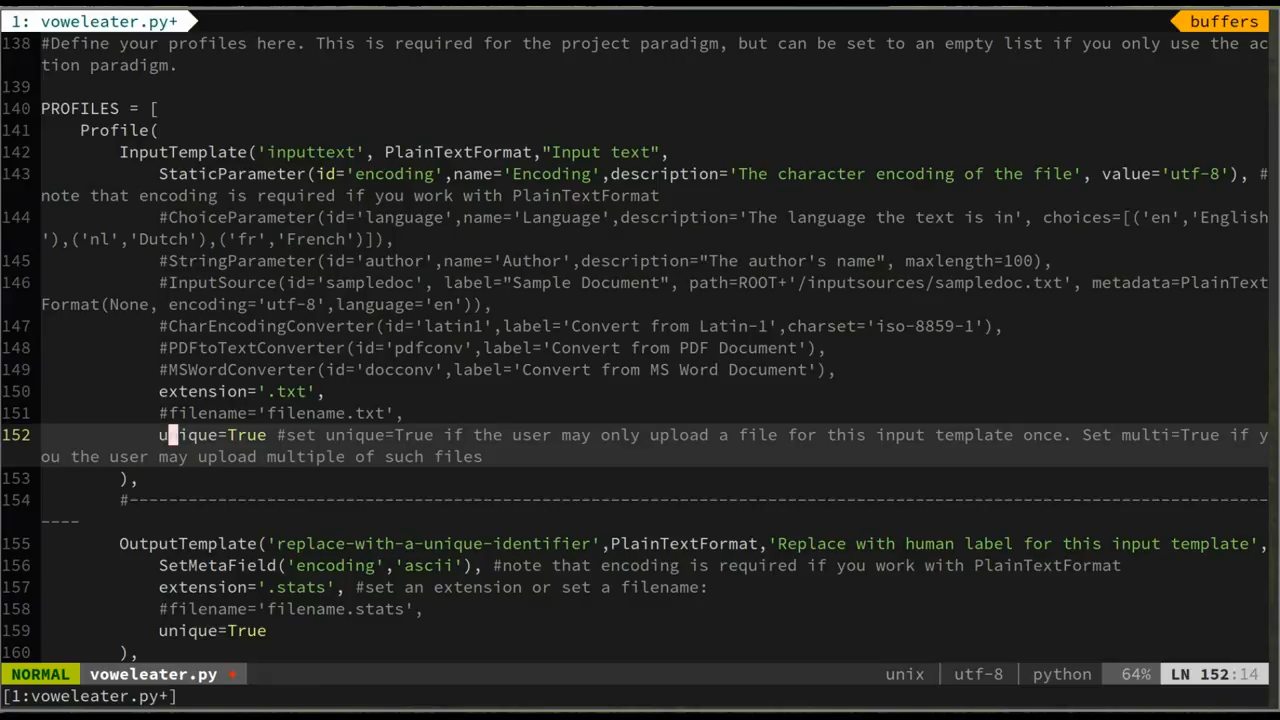 1: voweleater.py+ buffers
138 #Define your profiles here. This is required for the project paradigm, but can be set to an empty list if you only use the ac
tion paradigm.
139
140 PROFILES = [
141 Profile(
142 InputTemplate('inputtext', PlainTextFormat,"Input text",
143 StaticParameter(id='encoding',name='Encoding',description='The character encoding of the file', value='utf-8'), #
note that encoding is required if you work with PlainTextFormat
144 #ChoiceParameter(id='language',name='Language',description='The language the text is in', choices=[('en','English
'),('nl','Dutch'),('fr','French')]),
145 #StringParameter(id='author',name='Author',description="The author's name", maxlength=100),
146 #InputSource(id='sampledoc', label="Sample Document", path=ROOT+'/inputsources/sampledoc.txt', metadata=PlainText
Format(None, encoding='utf-8',language='en')),
147 #CharEncodingConverter(id='latin1',label='Convert from Latin-1',charset='iso-8859-1'),
148 #PDFtoTextConverter(id='pdfconv',label='Convert from PDF Document'),
149 #MSWordConverter(id='docconv',label='Convert from MS Word Document'),
150 extension='.txt',
151 #filename='filename.txt',
152 unique=True #set unique=True if the user may only upload a file for this input template once. Set multi=True if y
ou the user may upload multiple of such files
153 ),
154 #--------------------------------------------------------------------------------------------------------------------
----
155 OutputTemplate('replace-with-a-unique-identifier',PlainTextFormat,'Replace with human label for this input template',
156 SetMetaField('encoding','ascii'), #note that encoding is required if you work with PlainTextFormat
157 extension='.stats', #set an extension or set a filename:
158 #filename='filename.stats',
159 unique=True
160 ),
NORMAL voweleater.py + unix utf-8 python 64% LN 152:14
[1:voweleater.py+]